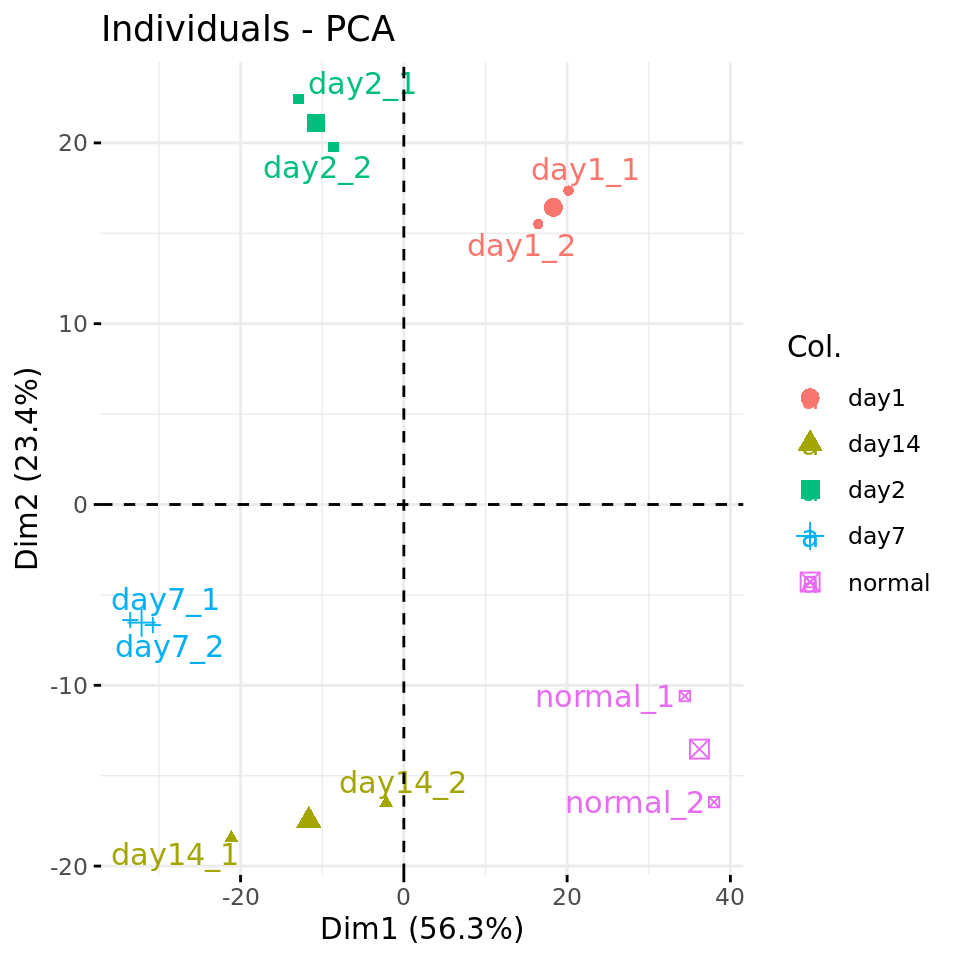 Individuals - PCA
day2_1
day2_2
day1_1
day1_2
day7_1
day7_2
normal_1
normal_2
day14_2
day14_1
20
10
0
-10
-20
-20
0
20
40
Dim1 (56.3%)
Dim2 (23.4%)
Col.
a day1
a day14
a day2
a day7
a normal